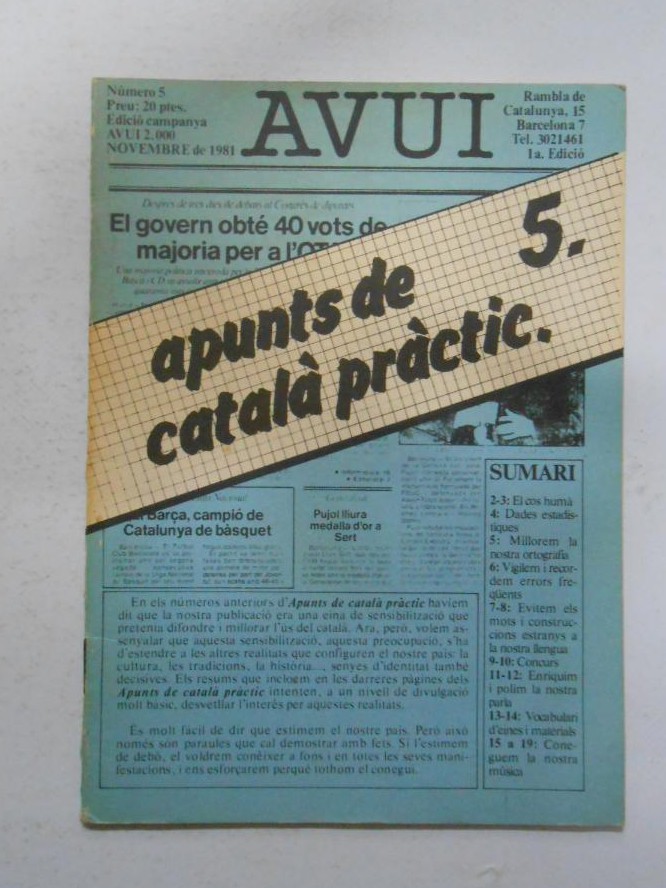 Número 5
Preu: 20 ptes.
Edició campanya
AVUI 2.000
NOVEMBRE de 1981
AVUI
Rambla de
Catalunya, 15
Barcelona 7
Tel. 3021461
1a. Edició
Després de tres dies de debats al Congrés de diputats
El govern obté 40 vots de
majoria per a l'OT
5.
apunts de
català pràctic.
Barça, campió de
Catalunya de bàsquet
Pujol lliura
medalla d'or a
Sert
SUMARI
2-3: El cos humà
4: Dades estadís-
tiques
5: Millorem la
nostra ortografia
6: Vigilem i recor-
dem errors fre-
qüents
7-8: Evitem els
mots i construc-
cions estranys a
la nostra llengua
9-10: Concurs
11-12: Enriquim
i polim la nostra
parla
13-14: Vocabulari
d'eines i materials
15 a 19: Cone-
guem la nostra
música
En els números anteriors d'Apunts de català pràctic havíem
dit que la nostra publicació era una eina de sensibilització que
pretenia difondre i millorar l'ús del català. Ara, però, volem as-
senyalar que aquesta sensibilització, aquesta preocupació, s'ha
d'estendre a les altres realitats que configuren el nostre país: la
cultura, les tradicions, la història..., senyes d'identitat també
decisives. Els resums que incloem en les darreres pàgines dels
Apunts de català pràctic intenten, a un nivell de divulgació
molt bàsic, desvetllar l'interès per aquestes realitats.
És molt fàcil de dir que estimem el nostre país. Però això
només són paraules que cal demostrar amb fets. Si l'estimem
de debò, el voldrem conèixer a fons i en totes les seves mani-
festacions, i ens esforçarem perquè tothom el conegui.